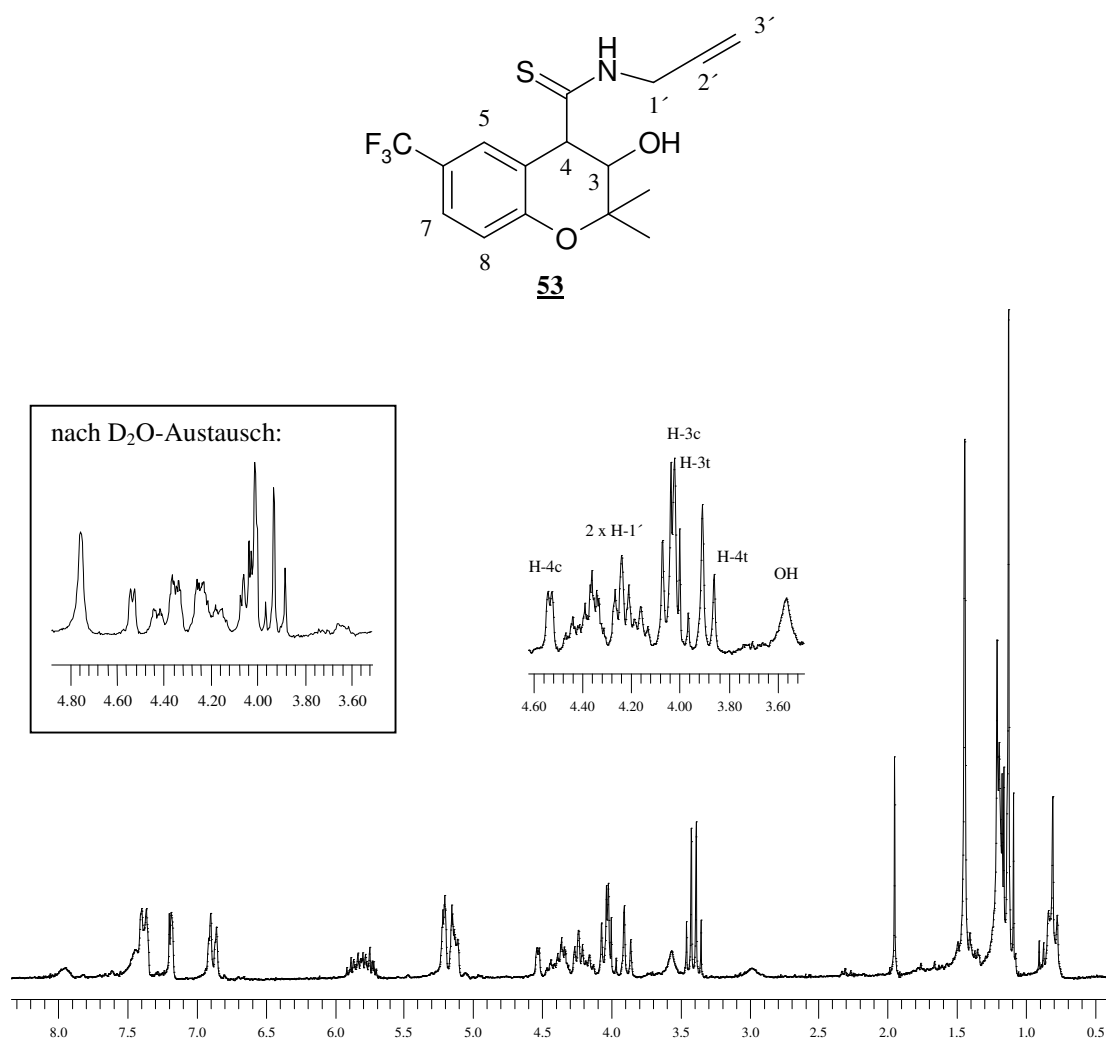 3´
H
S N
2´
1´
5
F₃C OH
4
3
7
O
8
53
nach D₂O-Austausch:
4.80 4.60 4.40 4.20 4.00 3.80 3.60
H-3c
H-3t
2 x H-1´
H-4c H-4t OH
4.60 4.40 4.20 4.00 3.80 3.60
8.0 7.5 7.0 6.5 6.0 5.5 5.0 4.5 4.0 3.5 3.0 2.5 2.0 1.5 1.0 0.5